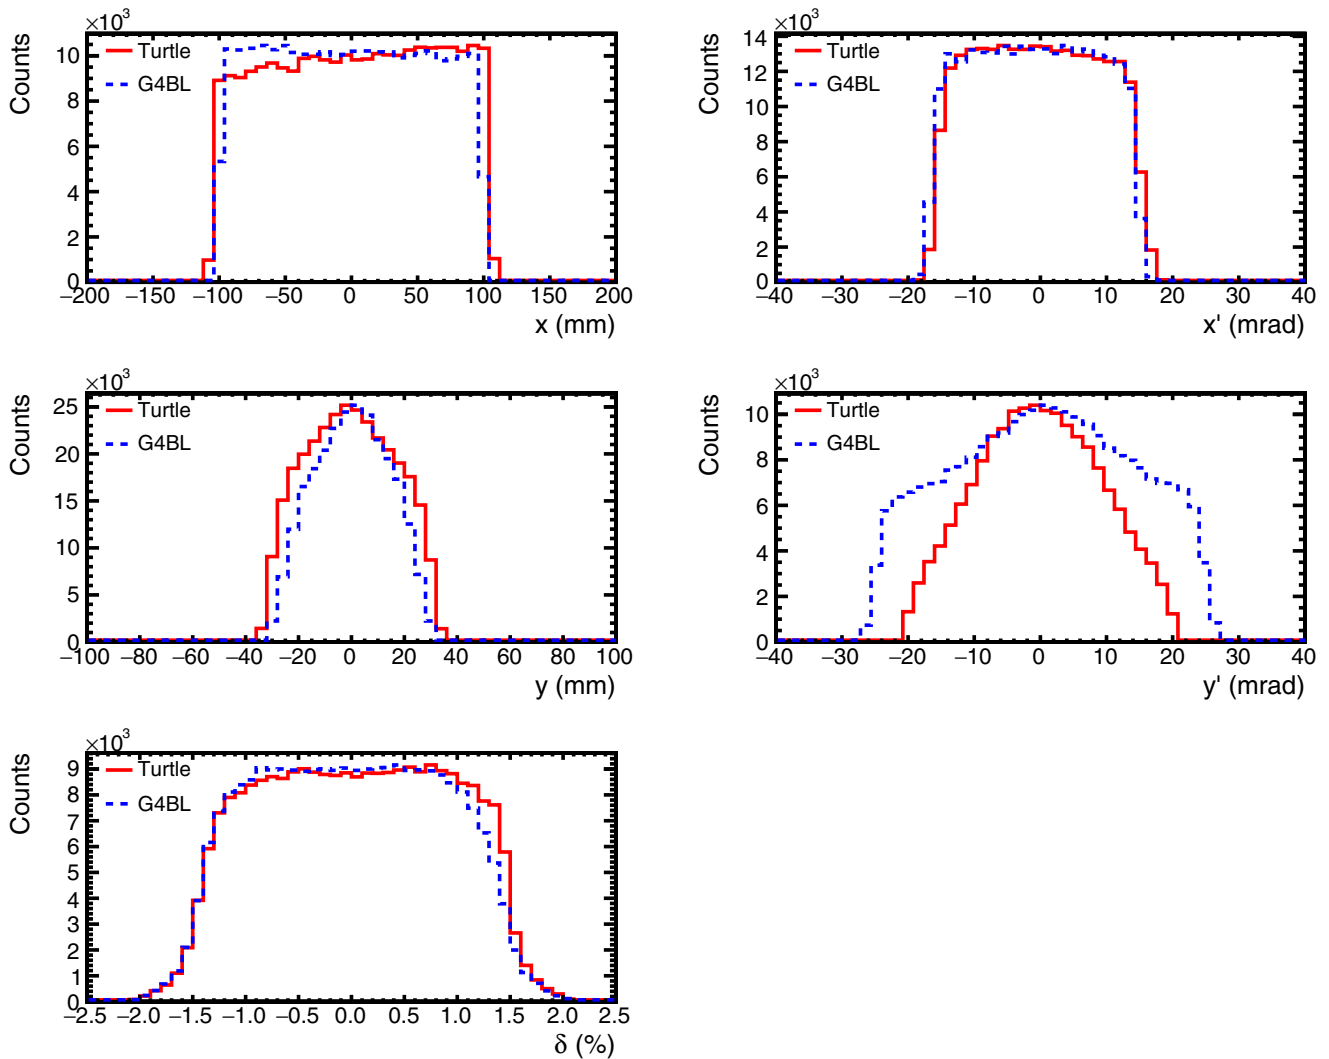 ×10³ ×10³
Counts 10 8 6 4 2 0 Turtle G4BL
−200 −150 −100 −50 0 50 100 150 200
x (mm)
Counts 14 12 10 8 6 4 2 0 Turtle G4BL
−40 −30 −20 −10 0 10 20 30 40
x' (mrad)
×10³ ×10³
Counts 25 20 15 10 5 0 Turtle G4BL
−100 −80 −60 −40 −20 0 20 40 60 80 100
y (mm)
Counts 10 8 6 4 2 0 Turtle G4BL
−40 −30 −20 −10 0 10 20 30 40
y' (mrad)
×10³
Counts 9 8 7 6 5 4 3 2 1 0 Turtle G4BL
−2.5 −2.0 −1.5 −1.0 −0.5 0.0 0.5 1.0 1.5 2.0 2.5
δ (%)